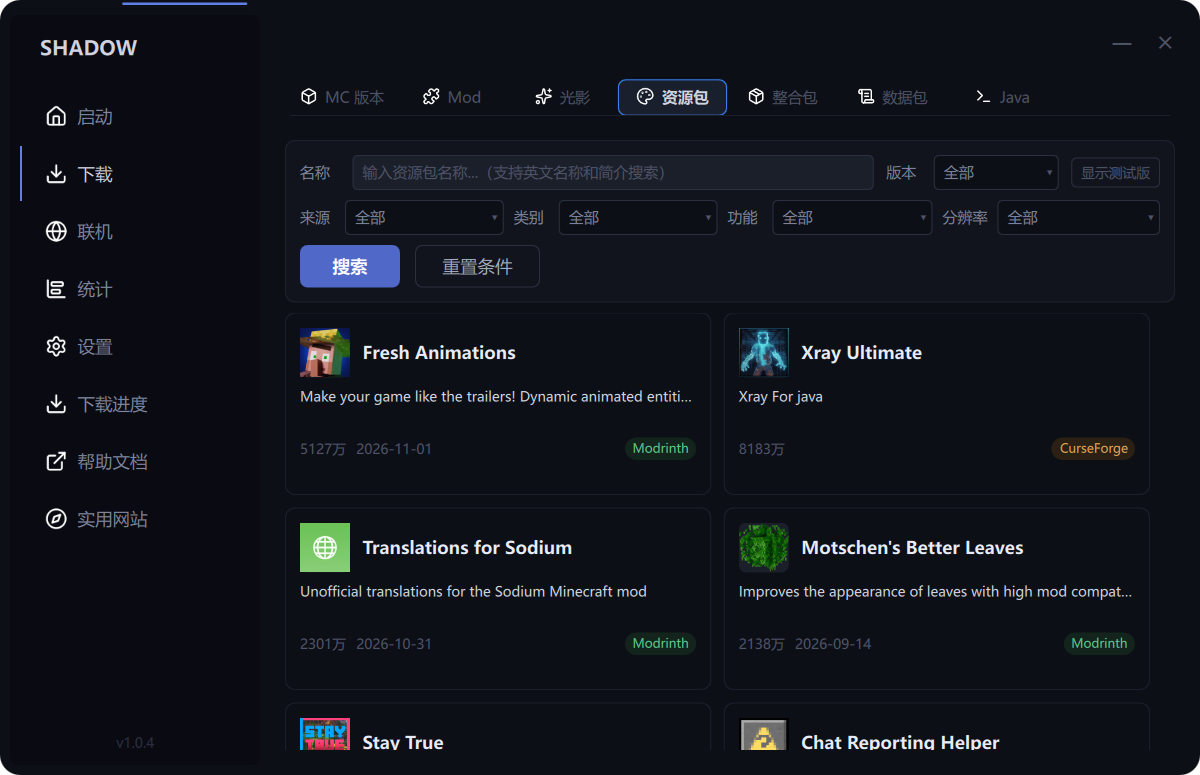 SHADOW
启动
下载
联机
统计
设置
下载进度
帮助文档
实用网站
v1.0.4
MC 版本 Mod 光影 资源包 整合包 数据包 Java
名称 输入资源包名称... (支持英文名称和简介搜索) 版本 全部 显示测试版
来源 全部 类别 全部 功能 全部 分辨率 全部
搜索 重置条件
Fresh Animations
Make your game like the trailers! Dynamic animated entiti...
5127万 2026-11-01 Modrinth
Xray Ultimate
Xray For java
8183万 CurseForge
Translations for Sodium
Unofficial translations for the Sodium Minecraft mod
2301万 2026-10-31 Modrinth
Motschen's Better Leaves
Improves the appearance of leaves with high mod compat...
2138万 2026-09-14 Modrinth
STAY TRUE
Stay True
Chat Reporting Helper